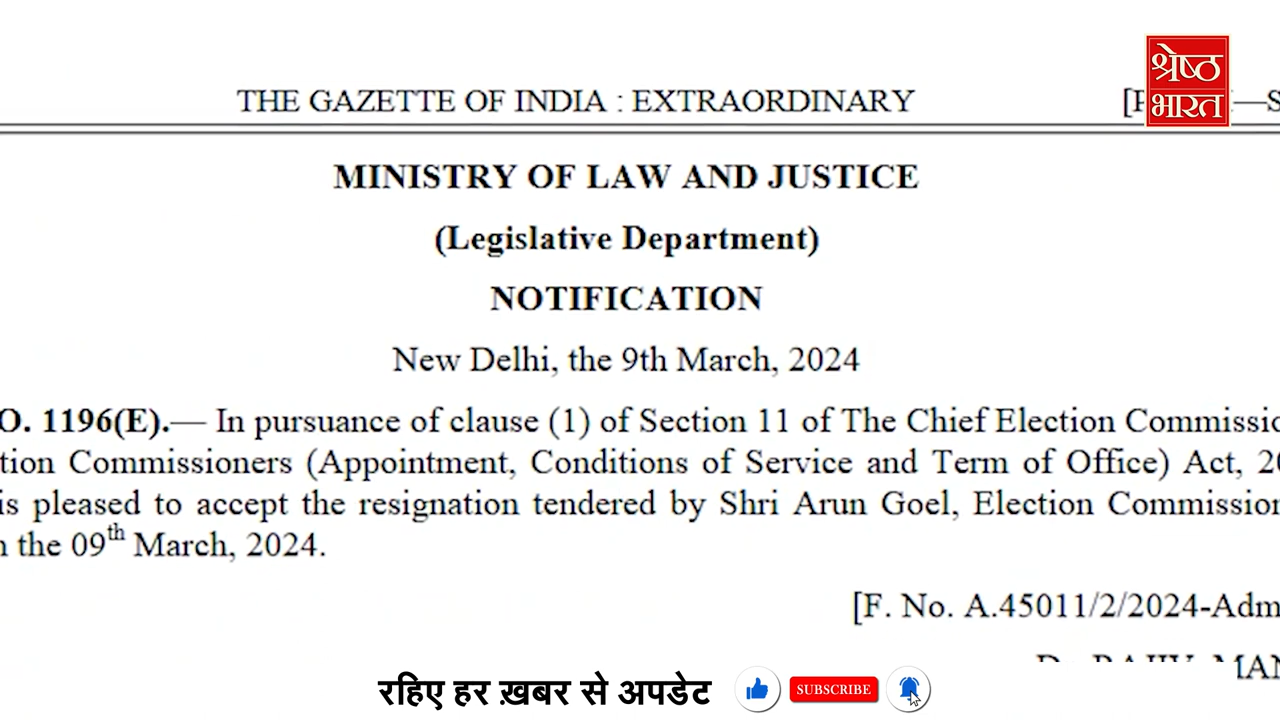 THE GAZETTE OF INDIA : EXTRAORDINARY
श्रेष्ठ
भारत
MINISTRY OF LAW AND JUSTICE
(Legislative Department)
NOTIFICATION
New Delhi, the 9th March, 2024
O. 1196(E).— In pursuance of clause (1) of Section 11 of The Chief Election Commissio
tion Commissioners (Appointment, Conditions of Service and Term of Office) Act, 20
is pleased to accept the resignation tendered by Shri Arun Goel, Election Commission
the 09th March, 2024.
[F. No. A.45011/2/2024-Adm
रहिए हर ख़बर से अपडेट
SUBSCRIBE